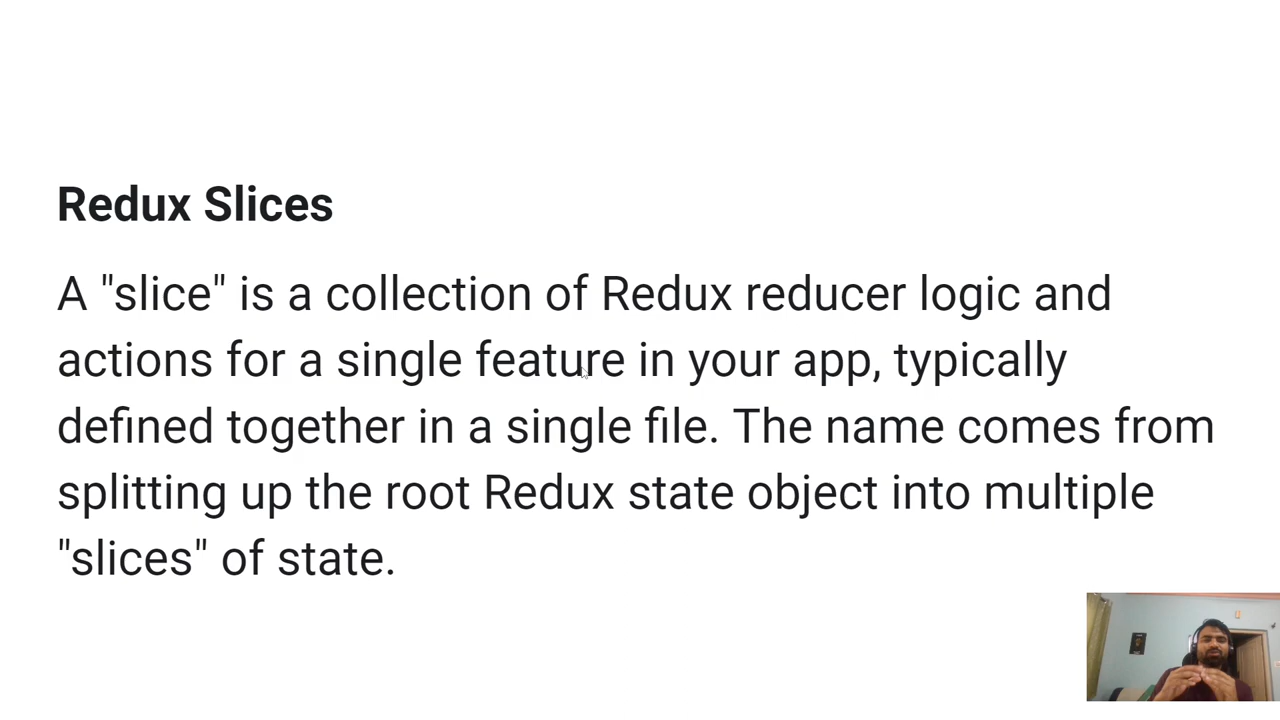 Redux Slices
A "slice" is a collection of Redux reducer logic and
actions for a single feature in your app, typically
defined together in a single file. The name comes from
splitting up the root Redux state object into multiple
"slices" of state.